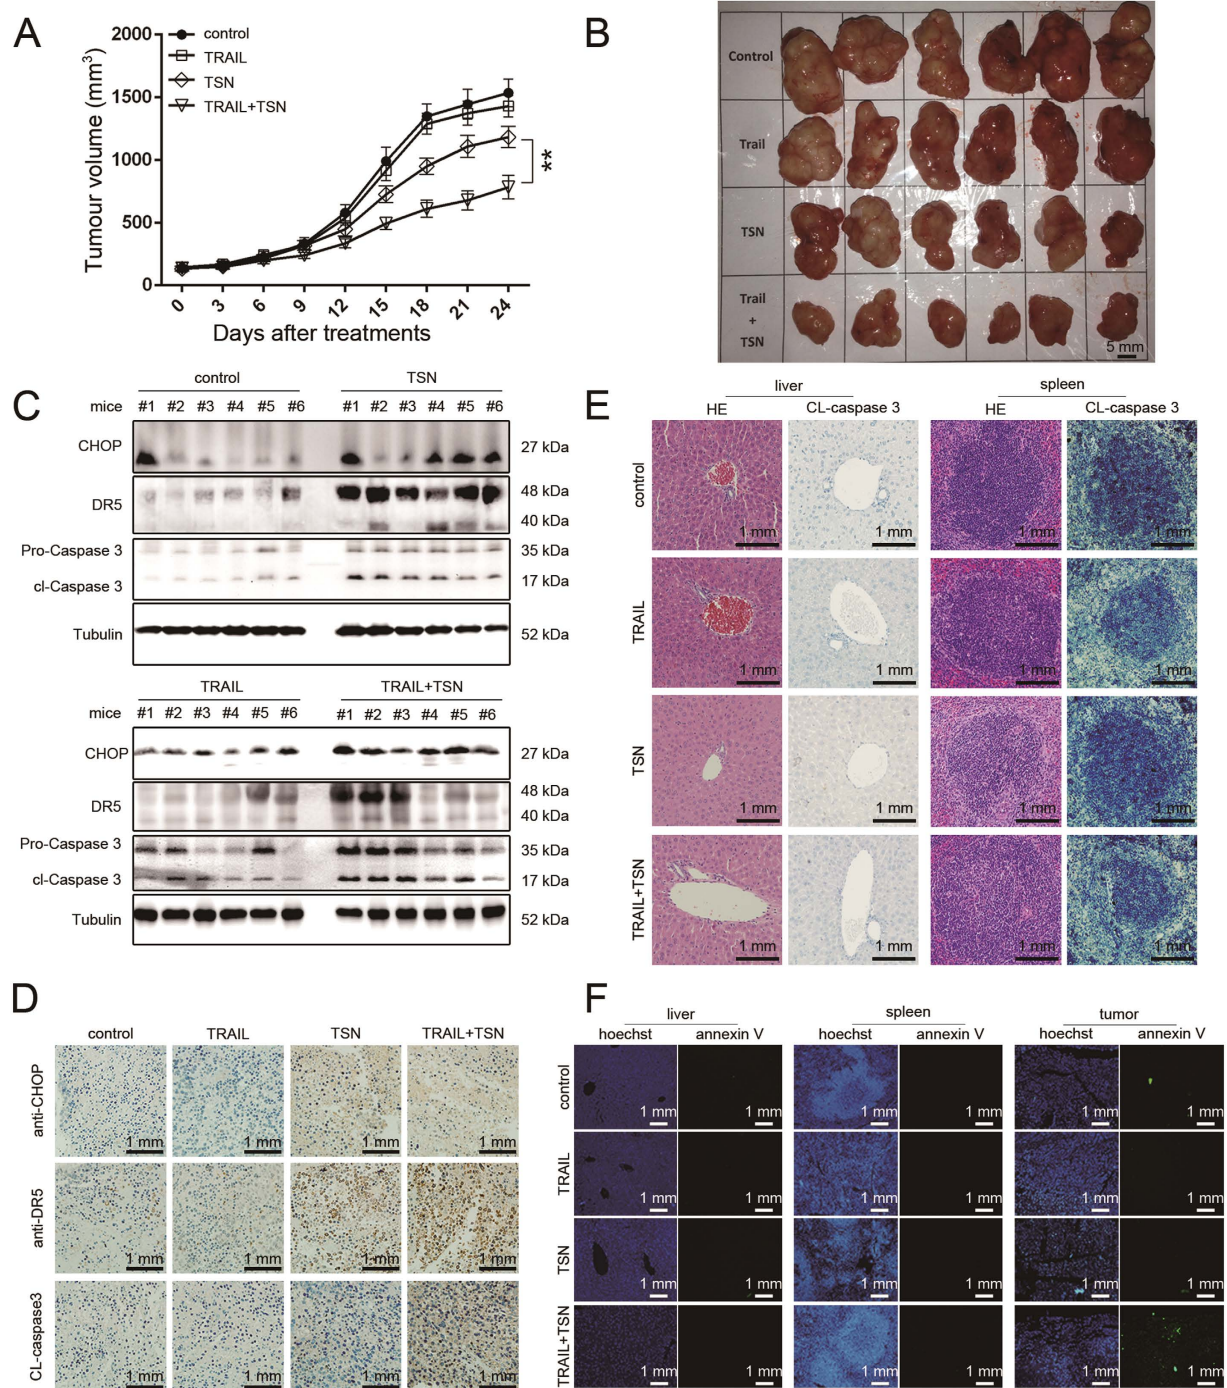 A
2000
1500
1000
500
0
Tumour volume (mm³)
control
TRAIL
TSN
TRAIL+TSN
**
0 3 6 9 12 15 18 21 24
Days after treatments
B
Control
Trail
TSN
Trail
+
TSN
5 mm
C
control TSN
mice #1 #2 #3 #4 #5 #6 #1 #2 #3 #4 #5 #6
CHOP 27 kDa
DR5 48 kDa
40 kDa
Pro-Caspase 3 35 kDa
cl-Caspase 3 17 kDa
Tubulin 52 kDa
TRAIL TRAIL+TSN
mice #1 #2 #3 #4 #5 #6 #1 #2 #3 #4 #5 #6
CHOP 27 kDa
DR5 48 kDa
40 kDa
Pro-Caspase 3 35 kDa
cl-Caspase 3 17 kDa
Tubulin 52 kDa
D
control TRAIL TSN TRAIL+TSN
anti-CHOP
1 mm 1 mm 1 mm 1 mm
anti-DR5
1 mm 1 mm 1 mm 1 mm
CL-caspase3
1 mm 1 mm 1 mm 1 mm
E
liver spleen
HE CL-caspase 3 HE CL-caspase 3
control
1 mm 1 mm 1 mm 1 mm
TRAIL
1 mm 1 mm 1 mm 1 mm
TSN
1 mm 1 mm 1 mm 1 mm
TRAIL+TSN
1 mm 1 mm 1 mm 1 mm
F
liver spleen tumor
hoechst annexin V hoechst annexin V hoechst annexin V
control
1 mm 1 mm 1 mm 1 mm 1 mm 1 mm
TRAIL
1 mm 1 mm 1 mm 1 mm 1 mm 1 mm
TSN
1 mm 1 mm 1 mm 1 mm 1 mm 1 mm
TRAIL+TSN
1 mm 1 mm 1 mm 1 mm 1 mm 1 mm